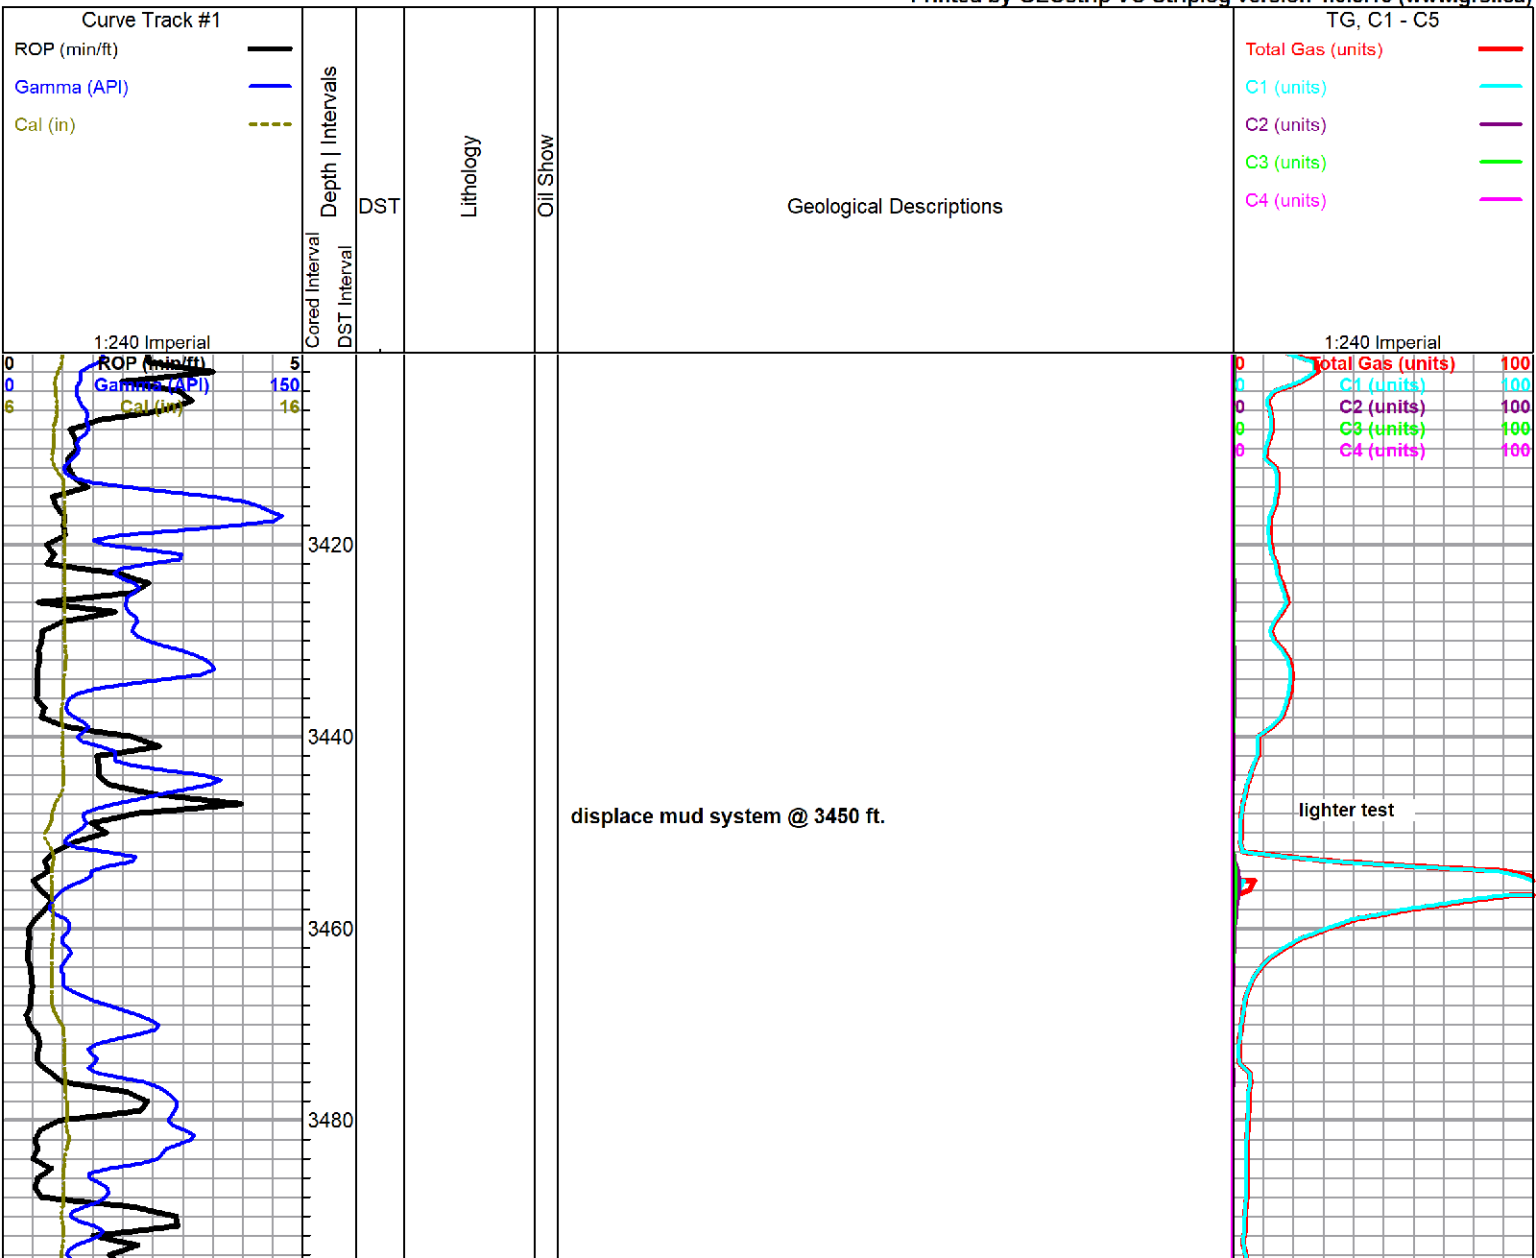 Curve Track #1
ROP (min/ft)
Gamma (API)
Cal (in)
1:240 Imperial
Cored Interval
Depth | Intervals
DST Interval
DST
Lithology
Oil Show
Geological Descriptions
TG, C1 - C5
Total Gas (units)
C1 (units)
C2 (units)
C3 (units)
C4 (units)
1:240 Imperial
0 ROP (min/ft) 5
0 Gamma (API) 150
6 Cal (in) 16
0 Total Gas (units) 100
0 C1 (units) 100
0 C2 (units) 100
0 C3 (units) 100
0 C4 (units) 100
3420
3440
displace mud system @ 3450 ft.
lighter test
3460
3480